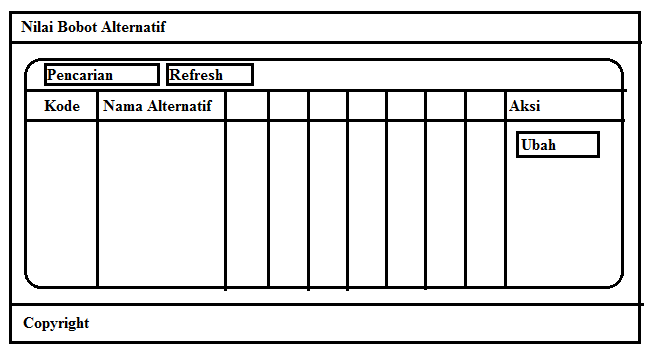 Nilai Bobot Alternatif
Pencarian Refresh
Kode Nama Alternatif Aksi
Ubah
Copyright